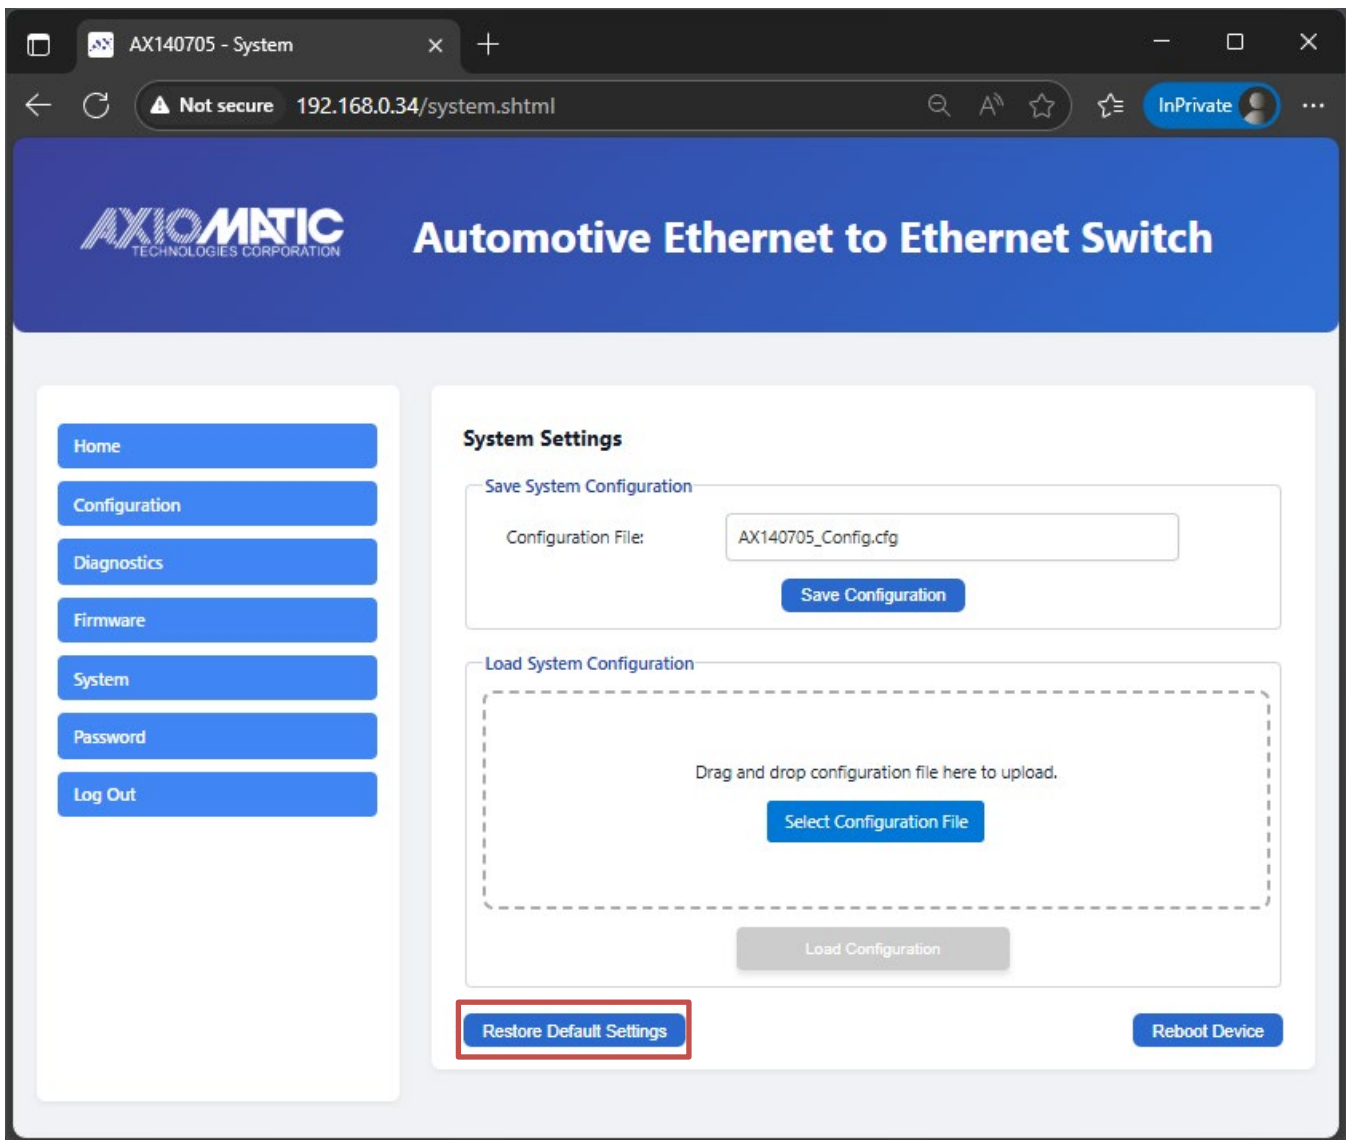 AX140705 - System
Not secure 192.168.0.34/system.shtml InPrivate
AXIOMATIC
TECHNOLOGIES CORPORATION
Automotive Ethernet to Ethernet Switch
Home
Configuration
Diagnostics
Firmware
System
Password
Log Out
System Settings
Save System Configuration
Configuration File: AX140705_Config.cfg
Save Configuration
Load System Configuration
Drag and drop configuration file here to upload.
Select Configuration File
Load Configuration
Restore Default Settings
Reboot Device